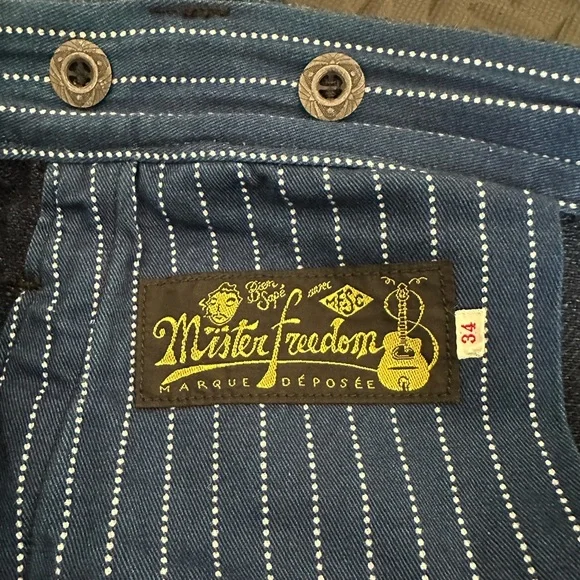 Bien Sapé avec MFSC
Mister Freedom
MARQUE DÉPOSÉE
34